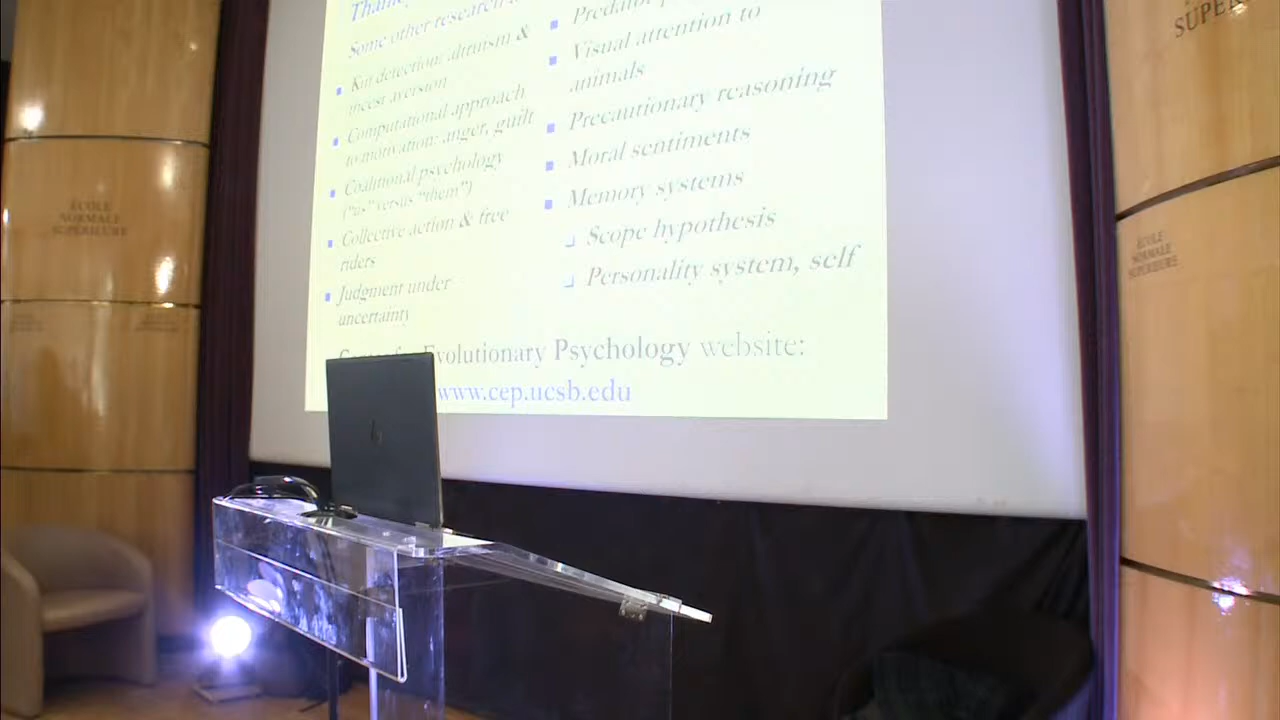 Some other research
Kin detection: altruism &
incest aversion
Computational approach
to motivation: anger, guilt
Coalitional psychology
("us" versus "them")
Collective action & free
riders
Judgment under
uncertainty
Visual attention to
animals
Precautionary reasoning
Moral sentiments
Memory systems
Scope hypothesis
Personality system, self
Evolutionary Psychology website:
www.cep.ucsb.edu
ÉCOLE
NORMALE
SUPÉRIEURE
ÉCOLE
NORMALE
SUPÉRIEURE